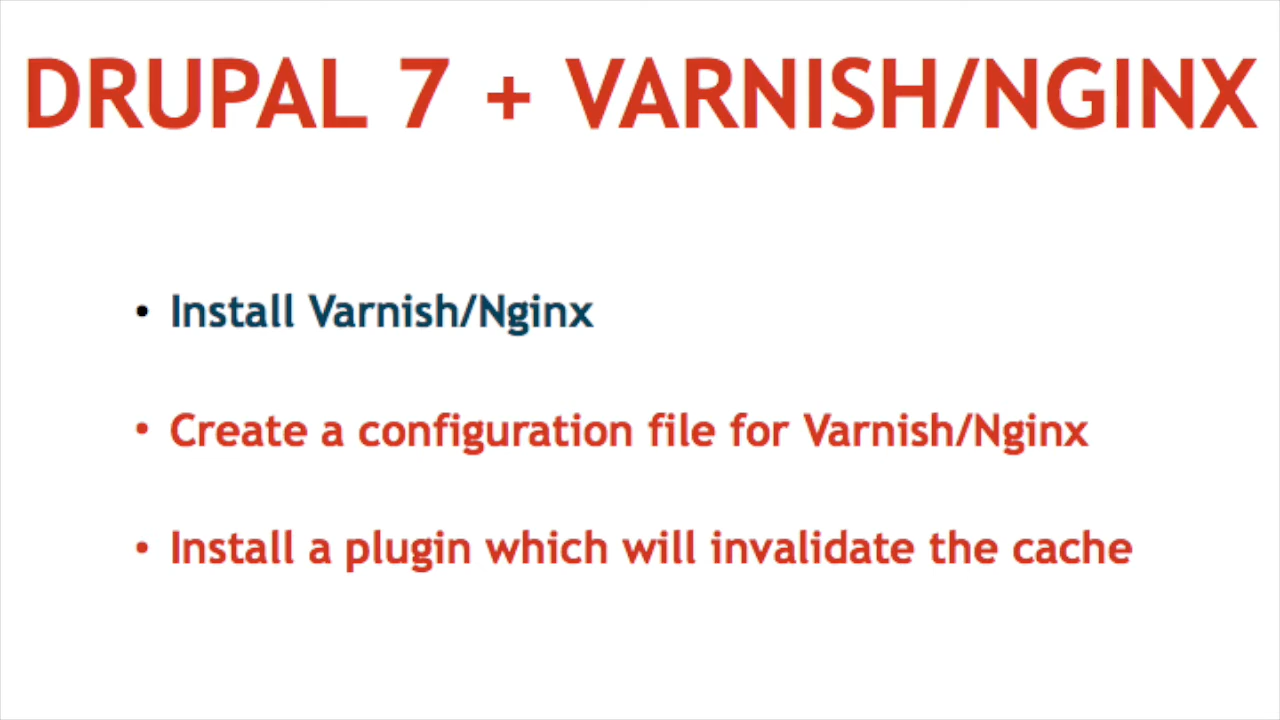 DRUPAL 7 + VARNISH/NGINX
• Install Varnish/Nginx
• Create a configuration file for Varnish/Nginx
• Install a plugin which will invalidate the cache